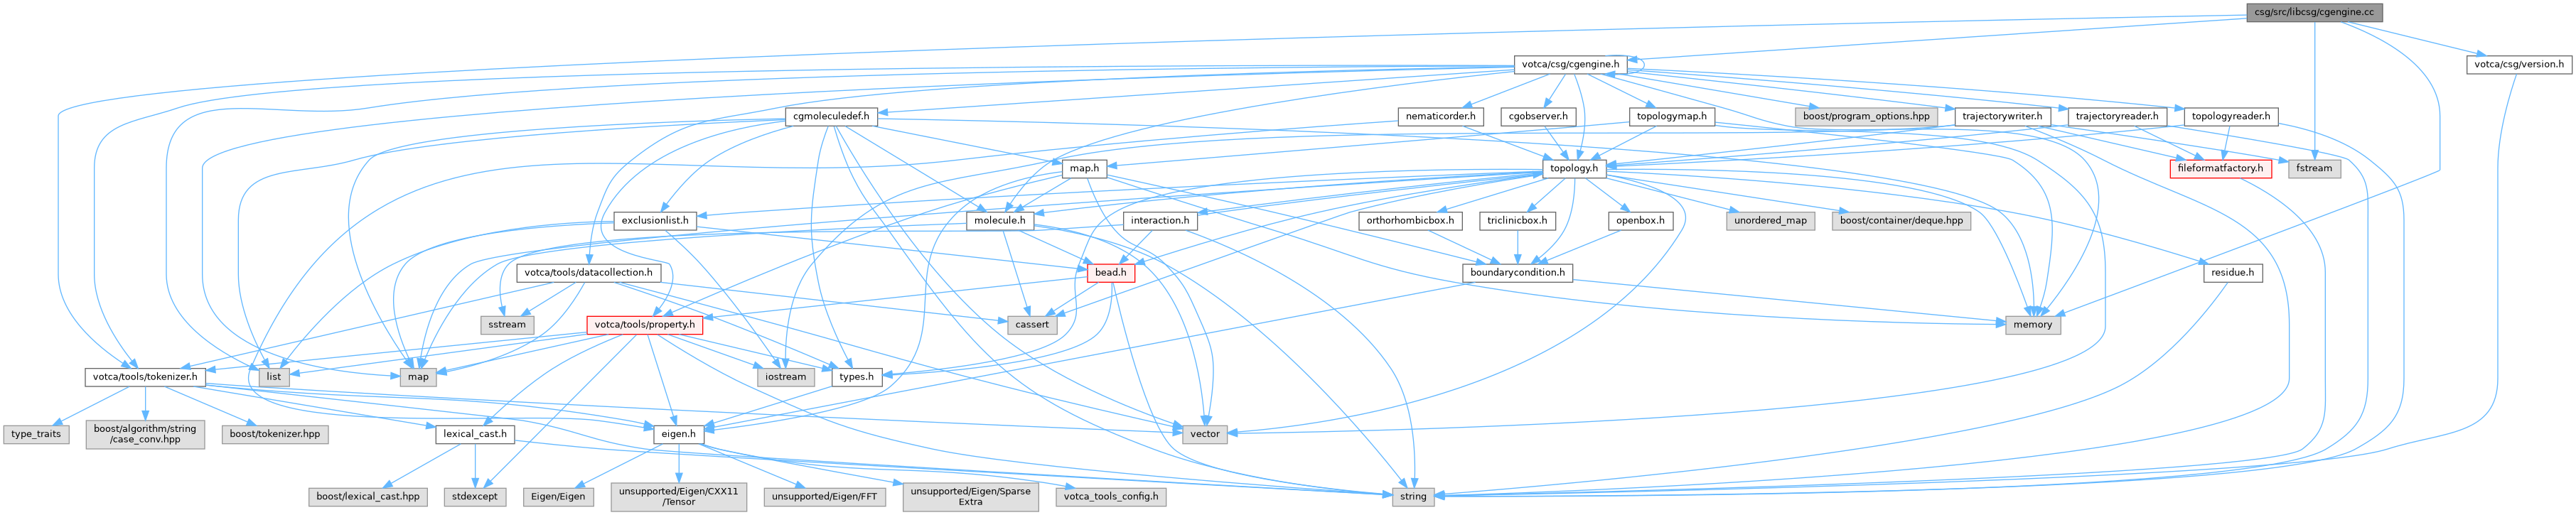 csg/src/libcsg/cgengine.cc
votca/csg/cgengine.h
votca/csg/version.h
cgmoleculedef.h
nematicorder.h
cgobserver.h
topologymap.h
boost/program_options.hpp
trajectorywriter.h
trajectoryreader.h
topologyreader.h
map.h
topology.h
fileformatfactory.h
fstream
exclusionlist.h
molecule.h
interaction.h
orthorhombicbox.h
triclinicbox.h
openbox.h
unordered_map
boost/container/deque.hpp
votca/tools/datacollection.h
bead.h
boundarycondition.h
residue.h
sstream
votca/tools/property.h
cassert
memory
votca/tools/tokenizer.h
list
map
iostream
types.h
type_traits
boost/algorithm/string
/case_conv.hpp
boost/tokenizer.hpp
lexical_cast.h
eigen.h
vector
boost/lexical_cast.hpp
stdexcept
Eigen/Eigen
unsupported/Eigen/CXX11
/Tensor
unsupported/Eigen/FFT
unsupported/Eigen/Sparse
Extra
votca_tools_config.h
string